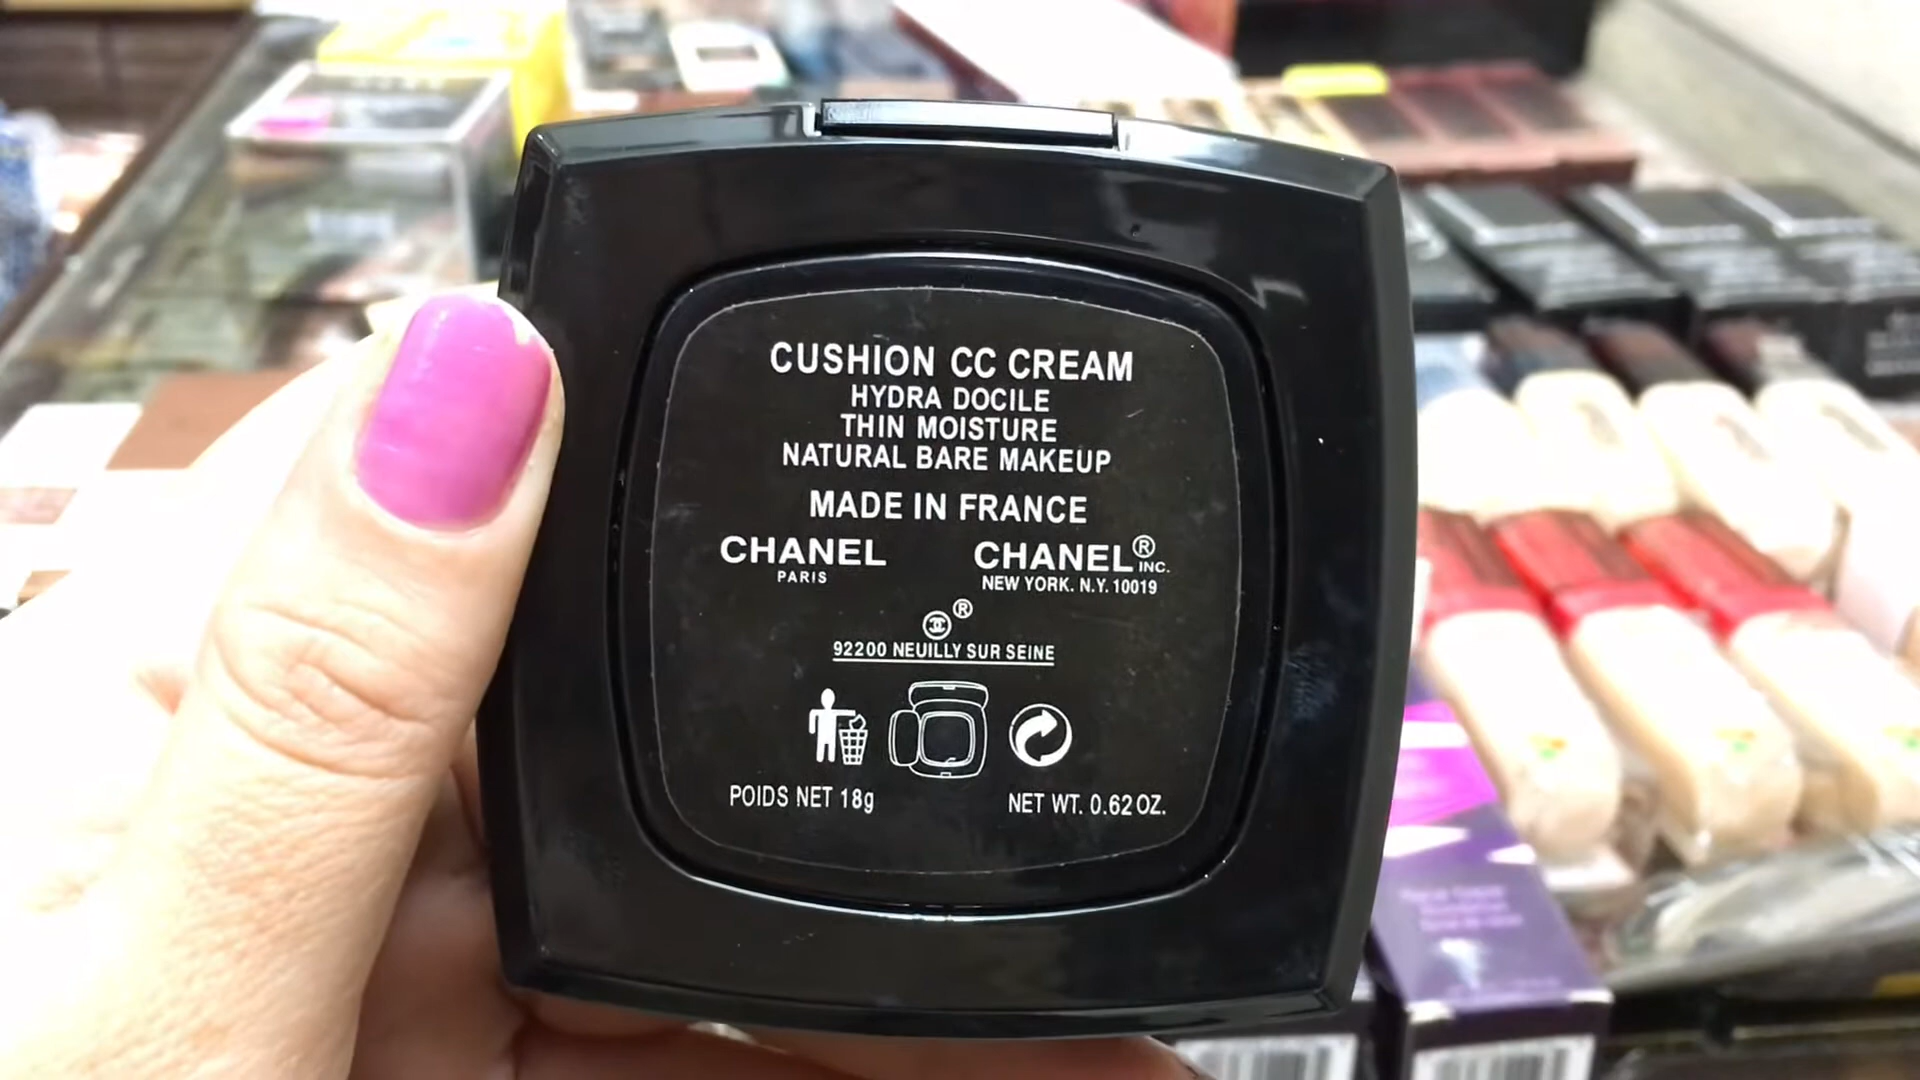 CUSHION CC CREAM
HYDRA DOCILE
THIN MOISTURE
NATURAL BARE MAKEUP
MADE IN FRANCE
CHANEL
PARIS
CHANEL® INC.
NEW YORK. N.Y. 10019
®
92200 NEUILLY SUR SEINE
POIDS NET 18g
NET WT. 0.62 OZ.